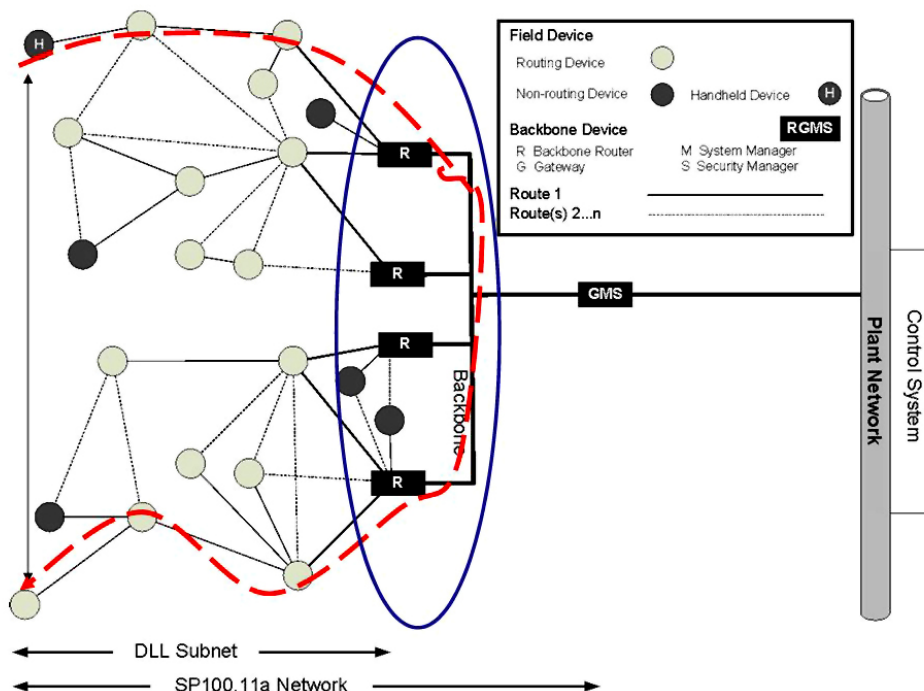 H
Field Device
Routing Device
Non-routing Device
Handheld Device
H
Backbone Device
RGMS
R Backbone Router
M System Manager
G Gateway
S Security Manager
Route 1
Route(s) 2...n
R
R
GMS
R
R
Backbone
Plant Network
Control System
DLL Subnet
SP100.11a Network